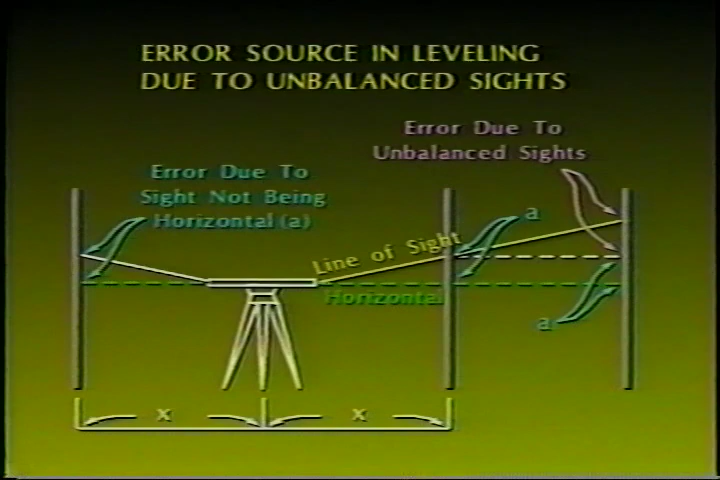 ERROR SOURCE IN LEVELING
DUE TO UNBALANCED SIGHTS
Error Due To
Unbalanced Sights
Error Due To
Sight Not Being
Horizontal (a)
a
Line of Sight
Horizontal
a
x
x